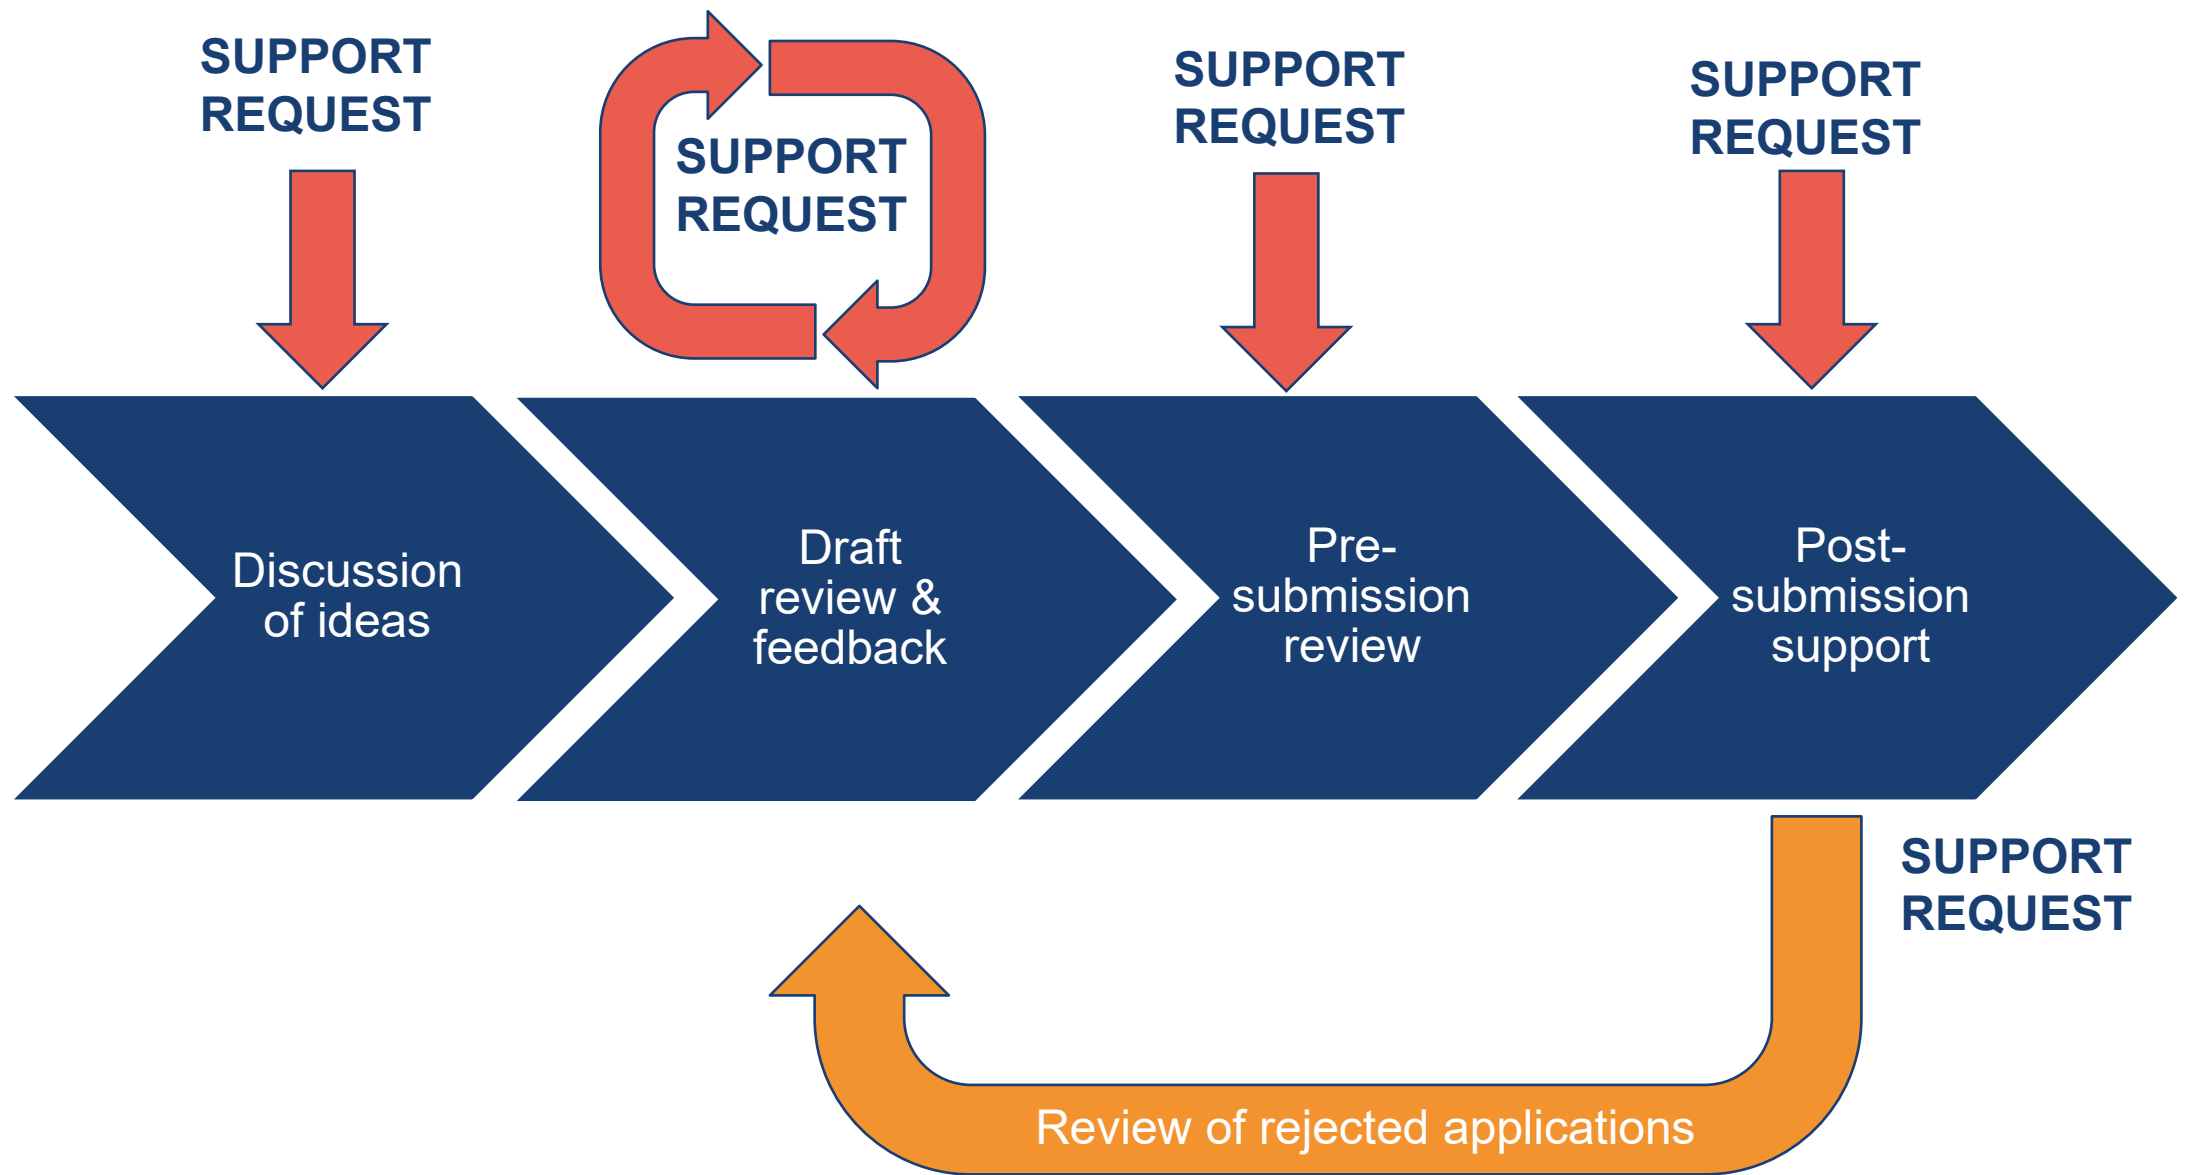 SUPPORT
REQUEST
SUPPORT
REQUEST
SUPPORT
REQUEST
SUPPORT
REQUEST
Discussion
of ideas
Draft
review &
feedback
Pre-
submission
review
Post-
submission
support
SUPPORT
REQUEST
Review of rejected applications